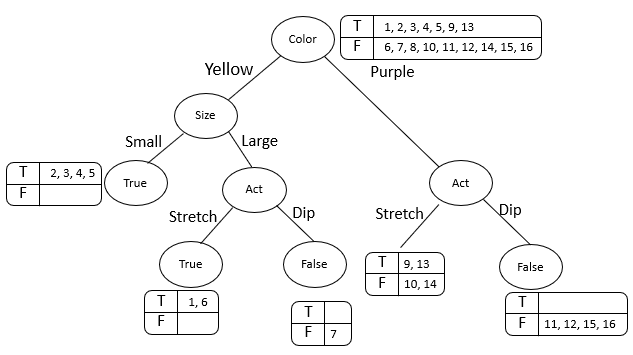 Color
T 1, 2, 3, 4, 5, 9, 13
F 6, 7, 8, 10, 11, 12, 14, 15, 16
Yellow
Purple
Size
Small
Large
T 2, 3, 4, 5
F
True
Act
Act
Stretch
Dip
Stretch
Dip
True
False
T 9, 13
F 10, 14
False
T 1, 6
F
T
F 7
T
F 11, 12, 15, 16